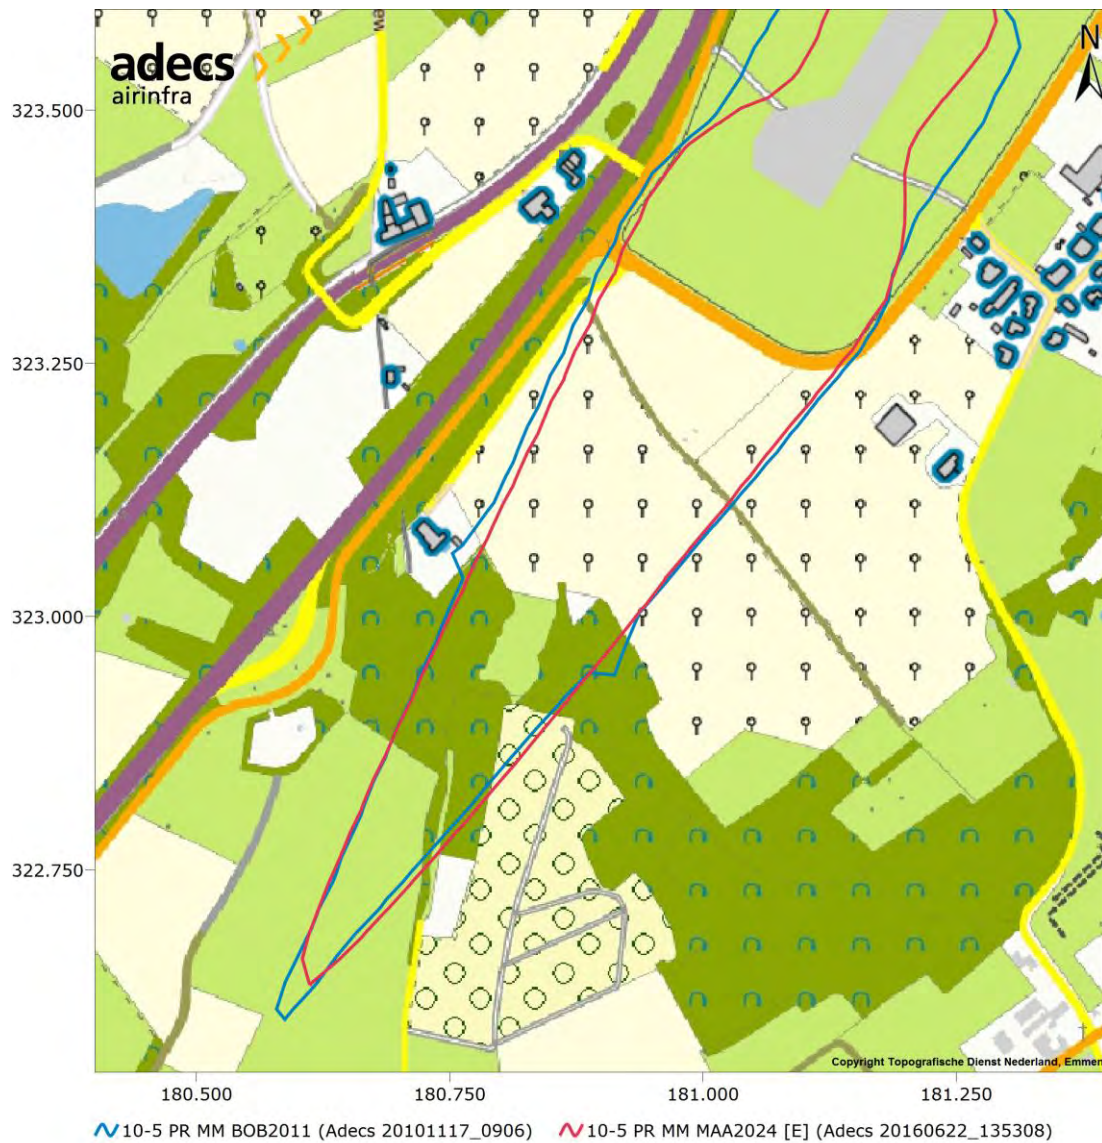 ew
adecs
airinfra
N
323.500
323.250
323.000
322.750
Copyright Topografische Dienst Nederland, Emmen
180.500
180.750
181.000
181.250
10-5 PR MM BOB2011 (Adecs 20101117_0906)
10-5 PR MM MAA2024 [E] (Adecs 20160622_135308)